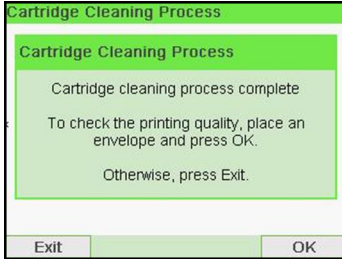 Cartridge Cleaning Process
Cartridge Cleaning Process
Cartridge cleaning process complete
To check the printing quality, place an
envelope and press OK.
Otherwise, press Exit.
Exit
OK